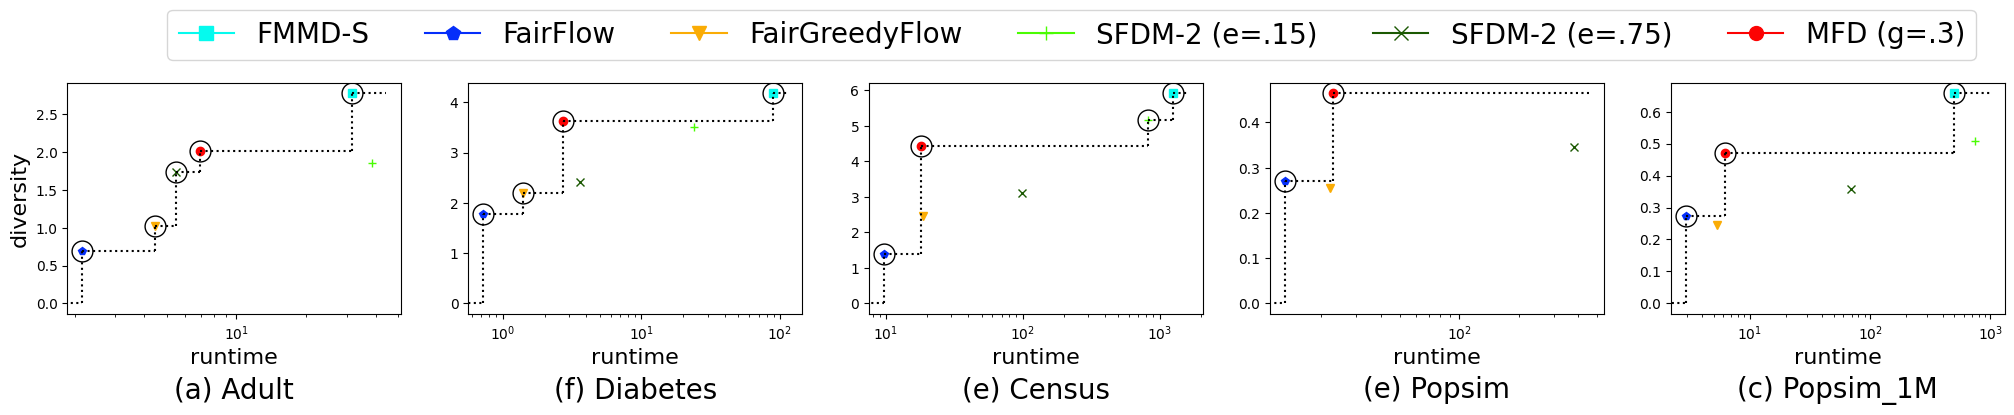 FMMD-S FairFlow FairGreedyFlow SFDM-2 (e=.15) SFDM-2 (e=.75) MFD (g=.3)
diversity
2.5
2.0
1.5
1.0
0.5
0.0
10¹
runtime
(a) Adult
4
3
2
1
0
10⁰ 10¹ 10²
runtime
(f) Diabetes
6
5
4
3
2
1
0
10¹ 10² 10³
runtime
(e) Census
0.4
0.3
0.2
0.1
0.0
10²
runtime
(e) Popsim
0.6
0.5
0.4
0.3
0.2
0.1
0.0
10¹ 10² 10³
runtime
(c) Popsim_1M